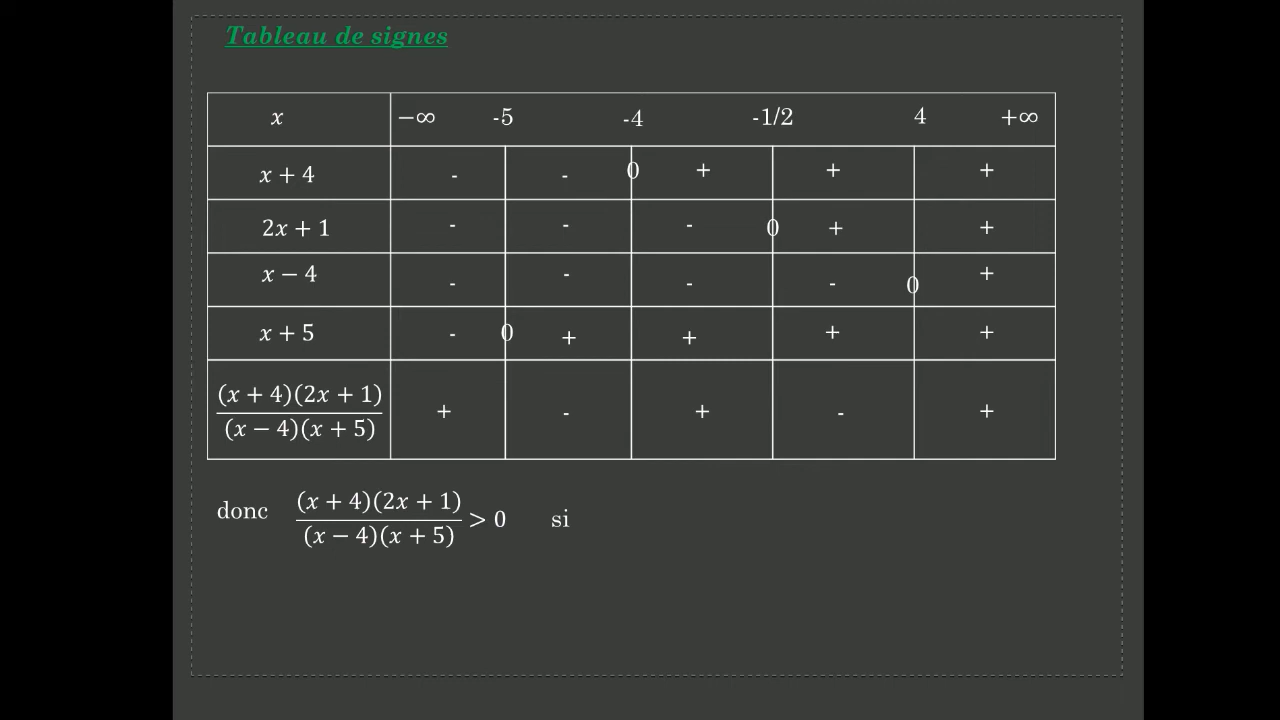 Tableau de signes
x −∞ -5 -4 -1/2 4 +∞
x + 4 - - 0 + + +
2x + 1 - - - 0 + +
x − 4 - - - - 0 +
x + 5 - 0 + + + +
(x + 4)(2x + 1)
(x − 4)(x + 5) + - + - +
donc (x + 4)(2x + 1)
(x − 4)(x + 5) > 0 si